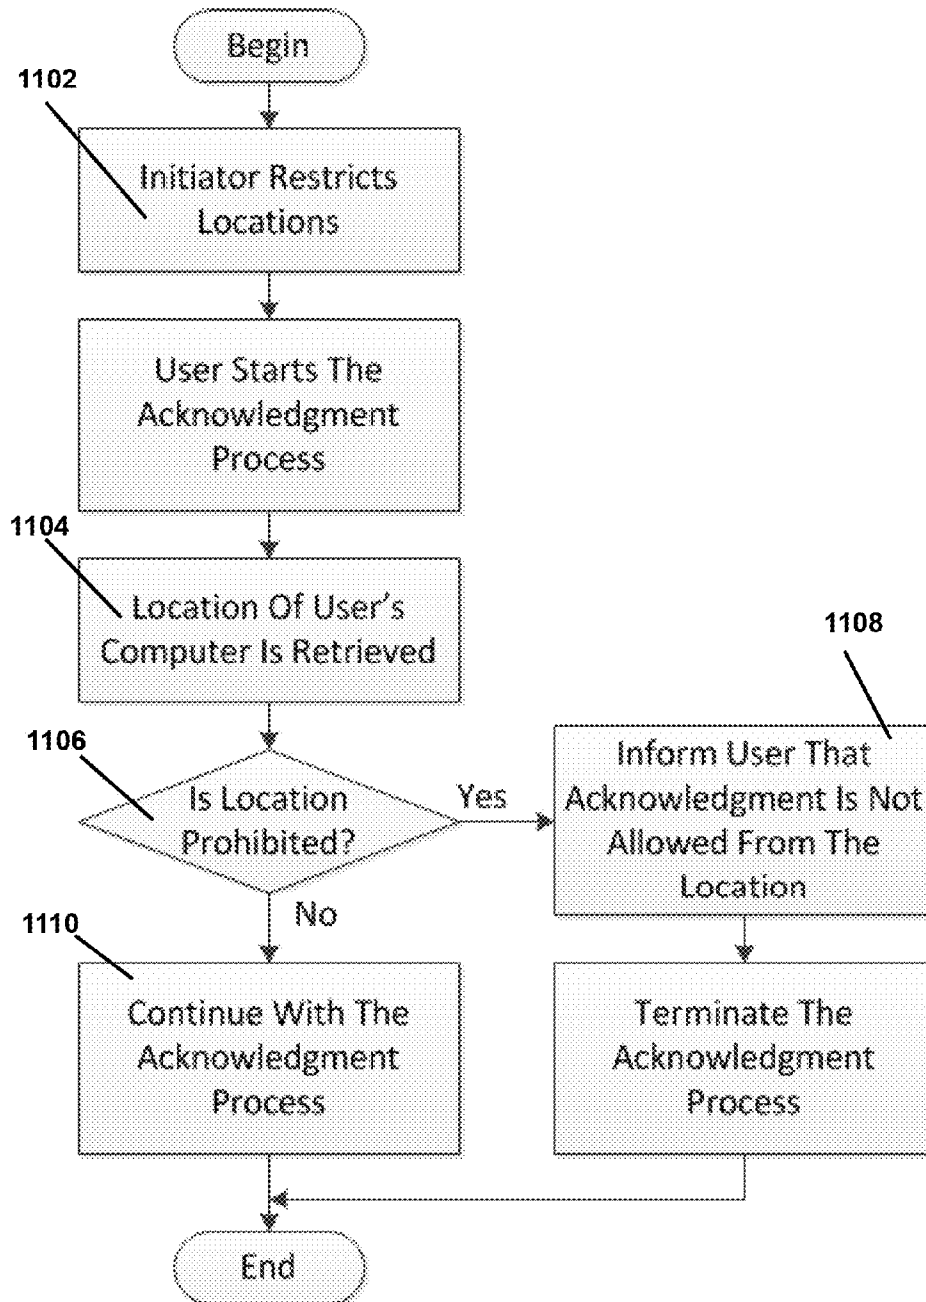 Begin
1102
Initiator Restricts
Locations
User Starts The
Acknowledgment
Process
1104
Location Of User's
Computer Is Retrieved
1106
Is Location
Prohibited?
Yes
1108
Inform User That
Acknowledgment Is Not
Allowed From The
Location
No
1110
Continue With The
Acknowledgment
Process
Terminate The
Acknowledgment
Process
End